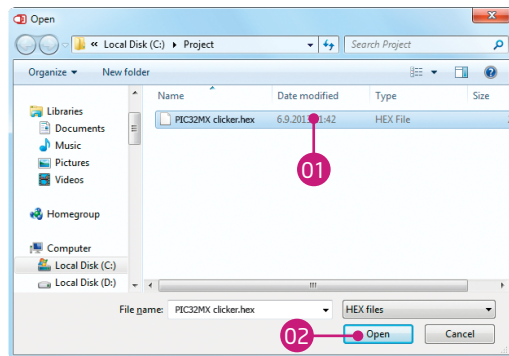 Open
« Local Disk (C:) Project Search Project
Organize New folder
Name Date modified Type Size
Libraries
PIC32MX clicker.hex :42 HEX File
Documents
Music
Pictures
Videos
01
Homegroup
Computer
Local Disk (C:)
Local Disk (D:)
File name: PIC32MX clicker.hex HEX files
02 Open Cancel